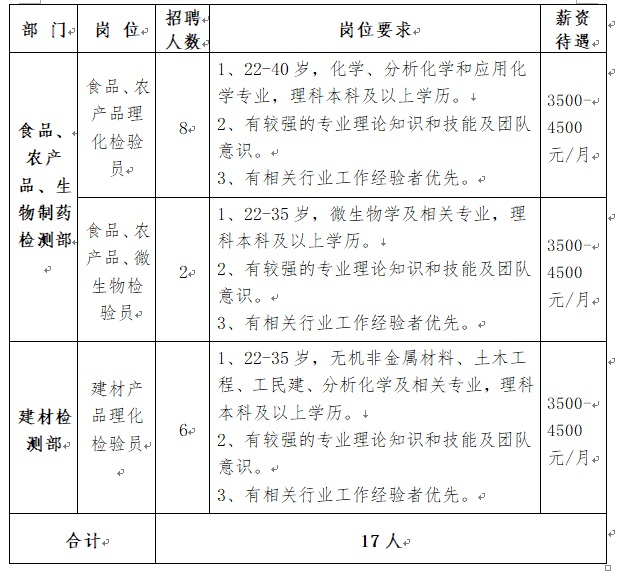 部 门
岗 位
招聘
人数
岗位要求
薪资
待遇
食品、
农产
品、生
物制药
检测部
食品、农
产品理
化检验
员
8
1、22-40 岁，化学、分析化学和应用化
学专业，理科本科及以上学历。
2、有较强的专业理论知识和技能及团队
意识。
3、有相关行业工作经验者优先。
3500-
4500
元/月
食品、农
产品、微
生物检
验员
2
1、22-35 岁，微生物学及相关专业，理
科本科及以上学历。
2、有较强的专业理论知识和技能及团队
意识。
3、有相关行业工作经验者优先。
3500-
4500
元/月
建材检
测部
建材产
品理化
检验员
6
1、22-35 岁，无机非金属材料、土木工
程、工民建、分析化学及相关专业，理科
本科及以上学历。
2、有较强的专业理论知识和技能及团队
意识。
3、有相关行业工作经验者优先。
3500-
4500
元/月
合计
17 人